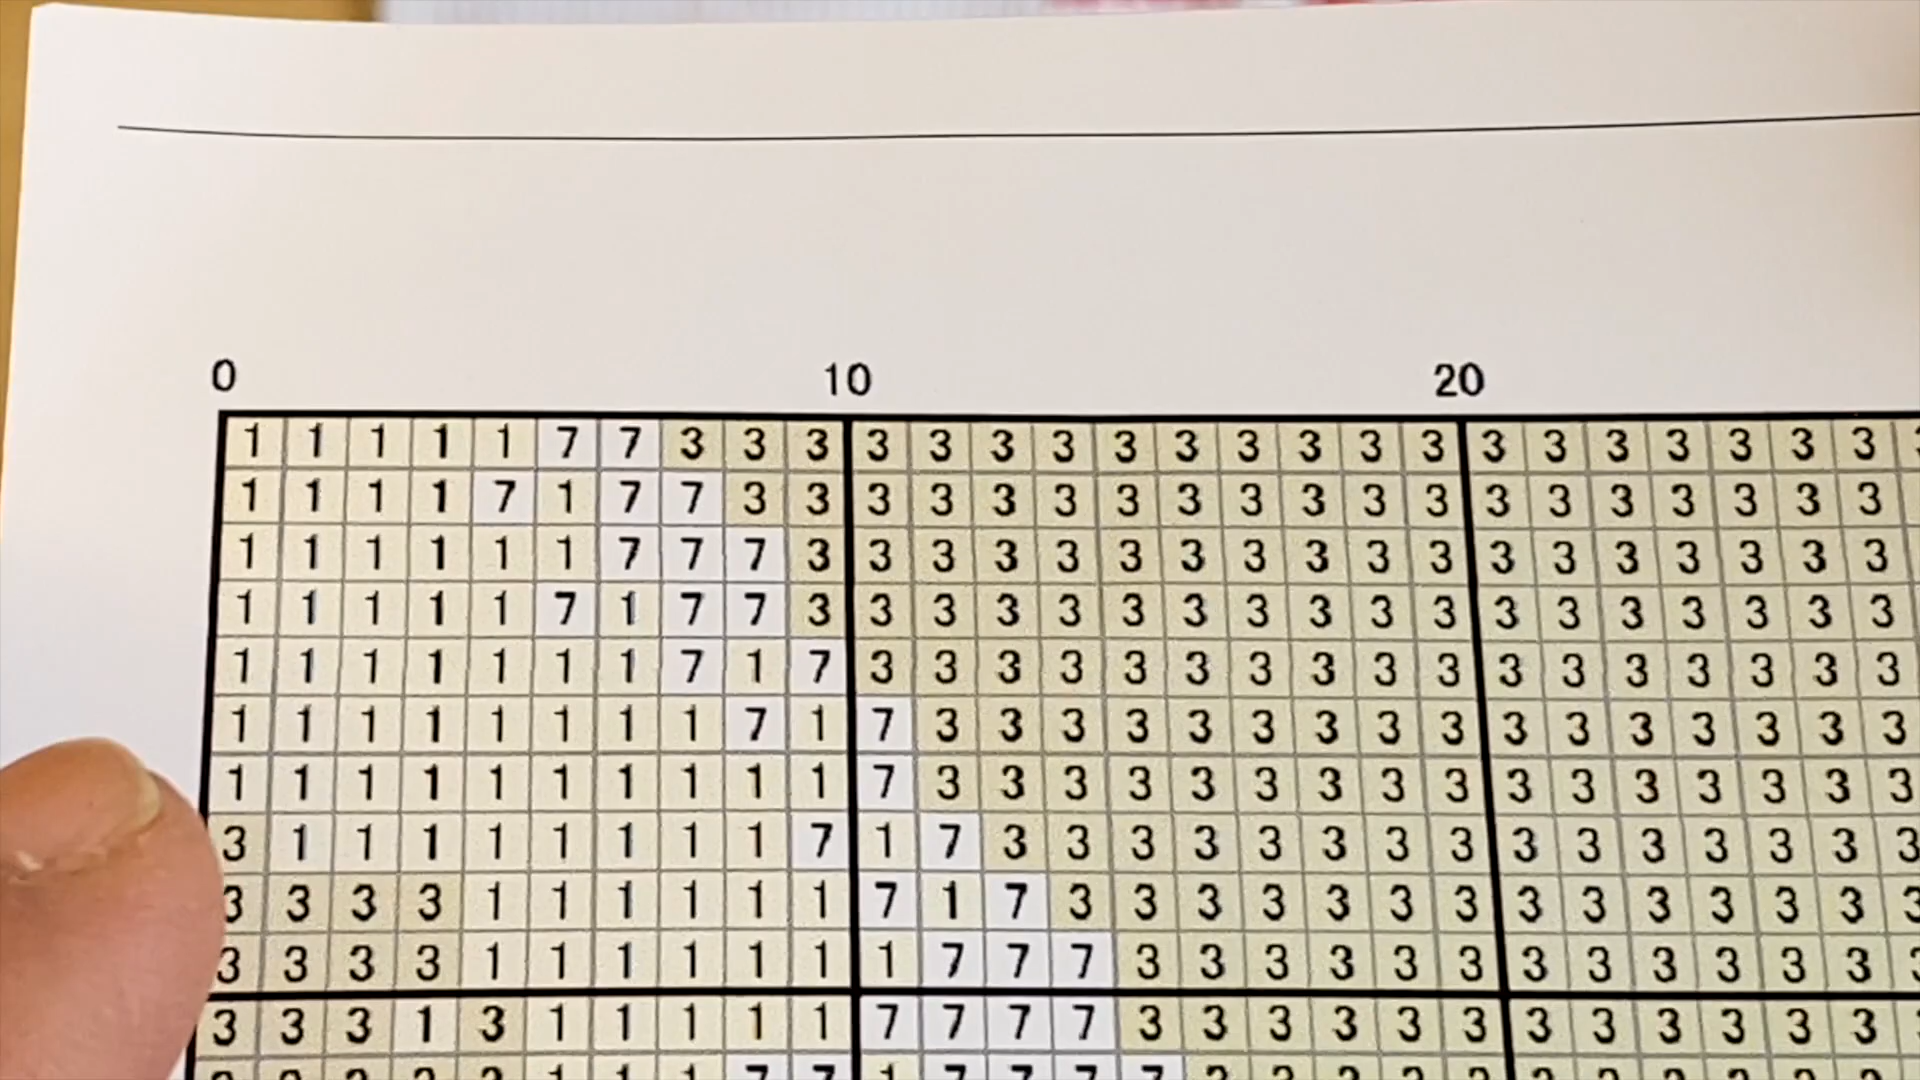 0 10 20
1 1 1 1 1 7 7 3 3 3 3 3 3 3 3 3 3 3 3 3 3 3 3 3 3 3 3
1 1 1 1 7 1 7 7 3 3 3 3 3 3 3 3 3 3 3 3 3 3 3 3 3 3 3
1 1 1 1 1 1 7 7 7 3 3 3 3 3 3 3 3 3 3 3 3 3 3 3 3 3 3
1 1 1 1 1 7 1 7 7 3 3 3 3 3 3 3 3 3 3 3 3 3 3 3 3 3 3
1 1 1 1 1 1 1 7 1 7 3 3 3 3 3 3 3 3 3 3 3 3 3 3 3 3 3
1 1 1 1 1 1 1 1 7 1 7 3 3 3 3 3 3 3 3 3 3 3 3 3 3 3 3
1 1 1 1 1 1 1 1 1 1 7 3 3 3 3 3 3 3 3 3 3 3 3 3 3 3 3
3 1 1 1 1 1 1 1 1 7 1 7 3 3 3 3 3 3 3 3 3 3 3 3 3 3 3
3 3 3 3 1 1 1 1 1 1 7 1 7 3 3 3 3 3 3 3 3 3 3 3 3 3 3
3 3 3 3 1 1 1 1 1 1 1 7 7 7 3 3 3 3 3 3 3 3 3 3 3 3 3
3 3 3 1 3 1 1 1 1 1 7 7 7 7 3 3 3 3 3 3 3 3 3 3 3 3